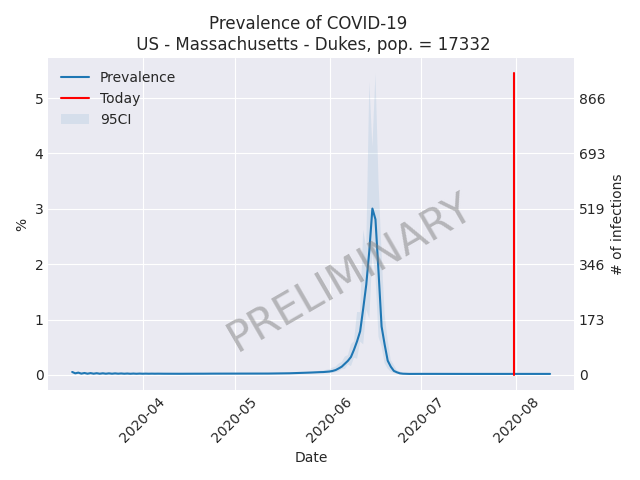 Prevalence of COVID-19
US - Massachusetts - Dukes, pop. = 17332
Prevalence
Today
95CI
PRELIMINARY
%
5
4
3
2
1
0
866
693
519
346
173
0
# of infections
2020-04
2020-05
2020-06
2020-07
2020-08
Date